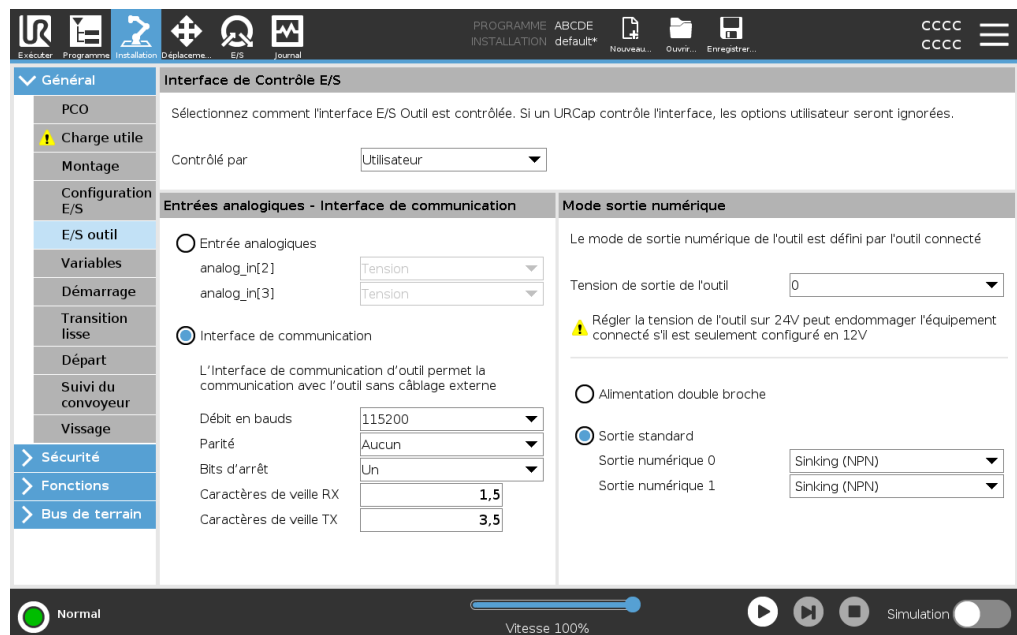 PROGRAMME ABCDE
INSTALLATION default*
Exécuter
Programme
Installation
Déplaceme...
E/S
Journal
Nouveau...
Ouvrir...
Enregistrer...
CCCC
CCCC
Général
PCO
Charge utile
Montage
Configuration
E/S
E/S outil
Variables
Démarrage
Transition
lisse
Départ
Suivi du
convoyeur
Vissage
Sécurité
Fonctions
Bus de terrain
Interface de Contrôle E/S
Sélectionnez comment l'interface E/S Outil est contrôlée. Si un URCap contrôle l'interface, les options utilisateur seront ignorées.
Contrôlé par Utilisateur
Entrées analogiques - Interface de communication
Entrée analogiques
analog_in[2] Tension
analog_in[3] Tension
Interface de communication
L'Interface de communication d'outil permet la
communication avec l'outil sans câblage externe
Débit en bauds 115200
Parité Aucun
Bits d'arrêt Un
Caractères de veille RX 1,5
Caractères de veille TX 3,5
Mode sortie numérique
Le mode de sortie numérique de l'outil est défini par l'outil connecté
Tension de sortie de l'outil 0
Régler la tension de l'outil sur 24V peut endommager l'équipement
connecté s'il est seulement configuré en 12V
Alimentation double broche
Sortie standard
Sortie numérique 0 Sinking (NPN)
Sortie numérique 1 Sinking (NPN)
Normal
Vitesse 100%
Simulation